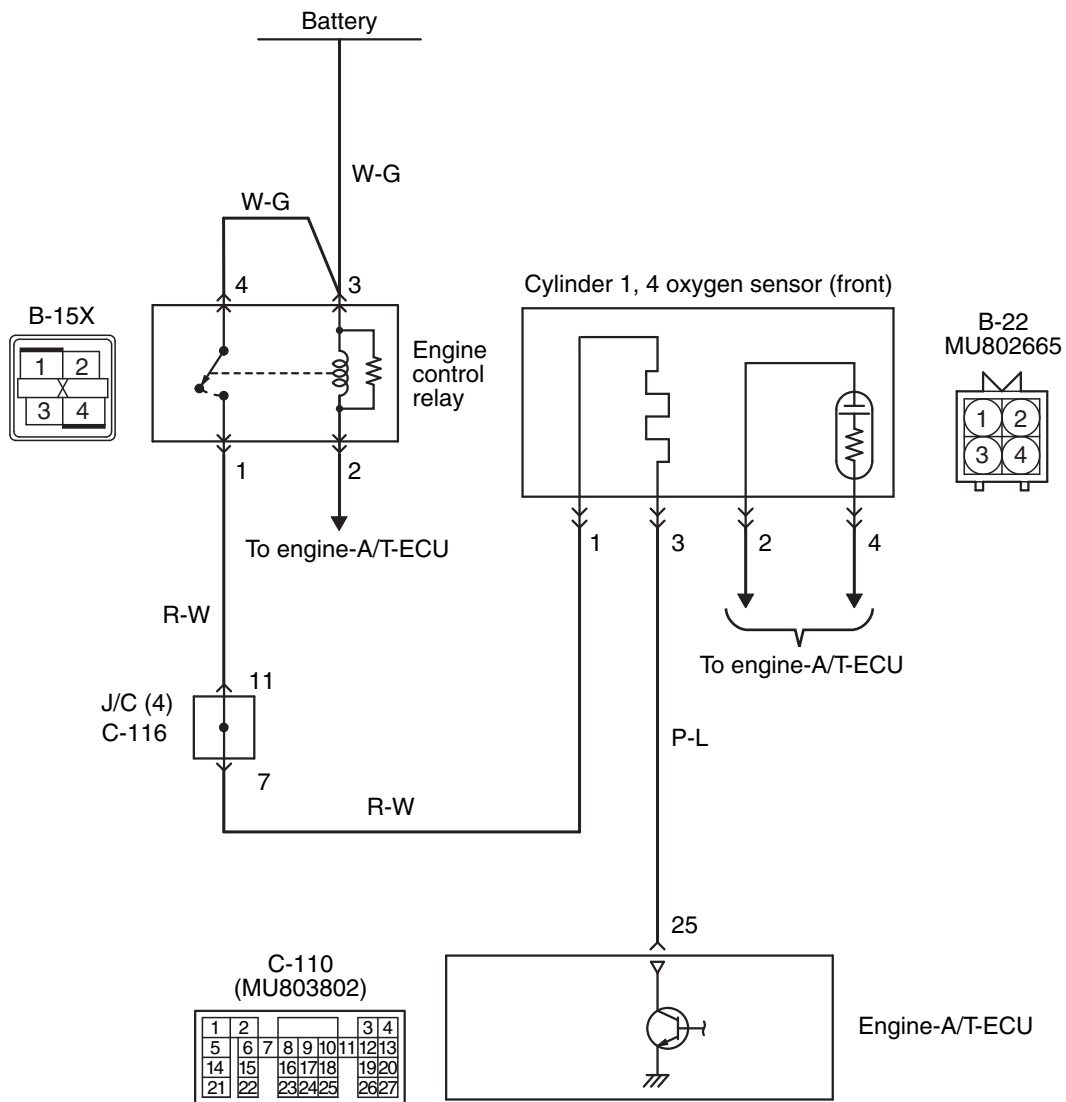 Battery
W-G
W-G
4
3
Cylinder 1, 4 oxygen sensor (front)
B-15X
1 2
X
3 4
Engine
control
relay
B-22
MU802665
1 2
3 4
1
2
To engine-A/T-ECU
1
3
2
4
To engine-A/T-ECU
R-W
11
J/C (4)
C-116
7
R-W
P-L
25
C-110
(MU803802)
1 2 3 4
5 6 7 8 9 10 11 12 13
14 15 16 17 18 19 20
21 22 23 24 25 26 27
Engine-A/T-ECU